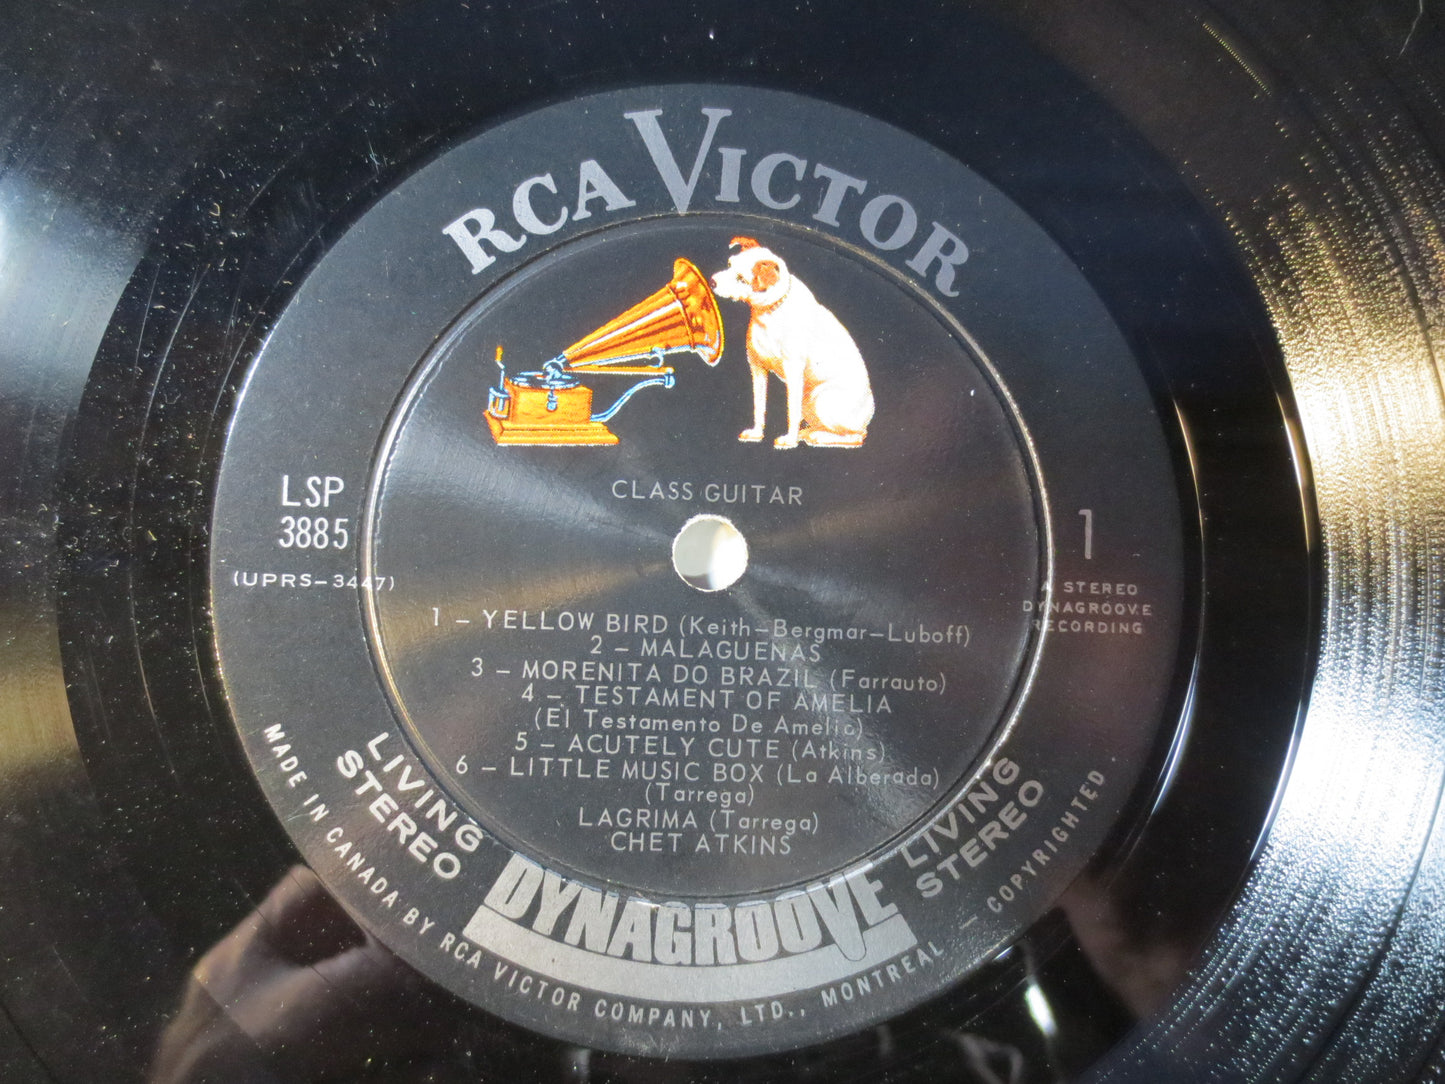 RCA VICTOR
CLASS GUITAR
LSP
3885
(UPRS-3447)
1
A STEREO
DYNAGROOVE
RECORDING
1 - YELLOW BIRD (Keith-Bergmar-Luboff)
2 - MALAGUENAS
3 - MORENITA DO BRAZIL (Farrauto)
4 - TESTAMENT OF AMELIA
(El Testamento De Amelia)
5 - ACUTELY CUTE (Atkins)
6 - LITTLE MUSIC BOX (La Alberada)
(Tarrega)
LAGRIMA (Tarrega)
CHET ATKINS
LIVING
STEREO
DYNAGROOVE
LIVING
STEREO
MADE IN CANADA BY RCA VICTOR COMPANY, LTD., MONTREAL — COPYRIGHTED